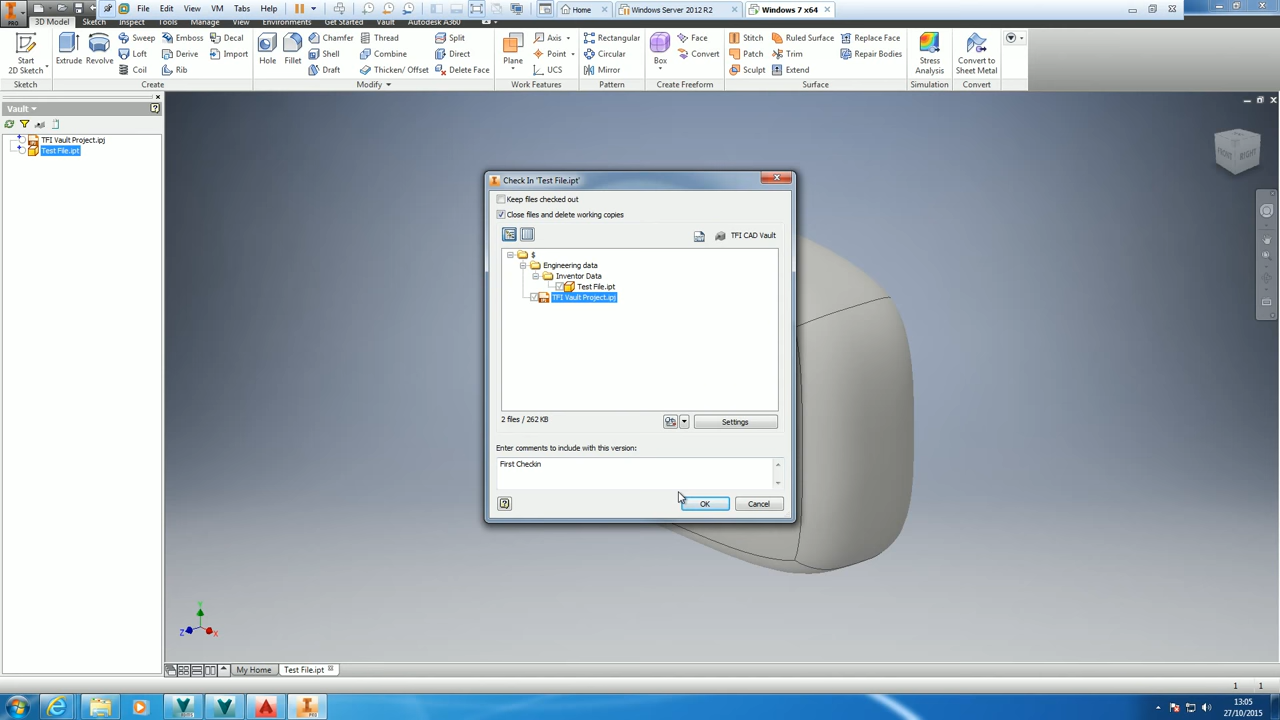 File Edit View VM Tabs Help
Home Windows Server 2012 R2 Windows 7 x64
PRO 3D Model Sketch Inspect Tools Manage View Environments Get Started Vault Autodesk A360
Start 2D Sketch
Extrude Revolve
Sweep Emboss Decal
Loft Derive Import
Coil Rib
Hole Fillet
Chamfer Thread Split
Shell Combine Direct
Draft Thicken/ Offset Delete Face
Plane
Axis
Point
UCS
Rectangular
Circular
Mirror
Box
Face
Convert
Stitch Ruled Surface Replace Face
Patch Trim Repair Bodies
Sculpt Extend
Stress Analysis
Convert to Sheet Metal
Sketch Create Modify Work Features Pattern Create Freeform Surface Simulation Convert
Vault
TFI Vault Project.ipj
Test File.ipt
FRONT RIGHT
Check In 'Test File.ipt'
Keep files checked out
Close files and delete working copies
TFI CAD Vault
$
Engineering data
Inventor Data
Test File.ipt
TFI Vault Project.ipj
2 files / 262 KB
Settings
Enter comments to include with this version:
First Checkin
OK Cancel
Y
Z X
My Home Test File.ipt
1 1
13:05
27/10/2015